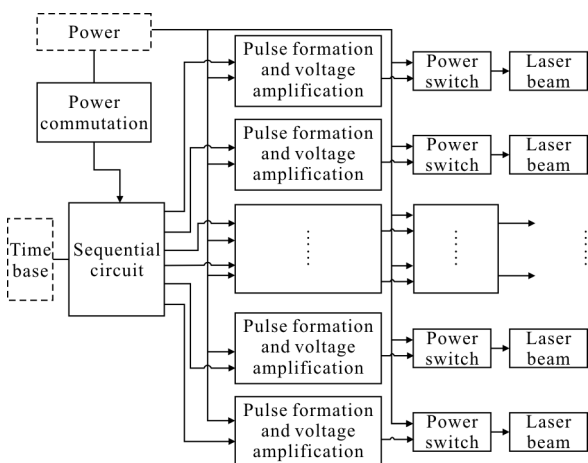 Power
Power
commutation
Time
base
Sequential
circuit
Pulse formation
and voltage
amplification
Power
switch
Laser
beam
Pulse formation
and voltage
amplification
Power
switch
Laser
beam
Pulse formation
and voltage
amplification
Power
switch
Laser
beam
Pulse formation
and voltage
amplification
Power
switch
Laser
beam